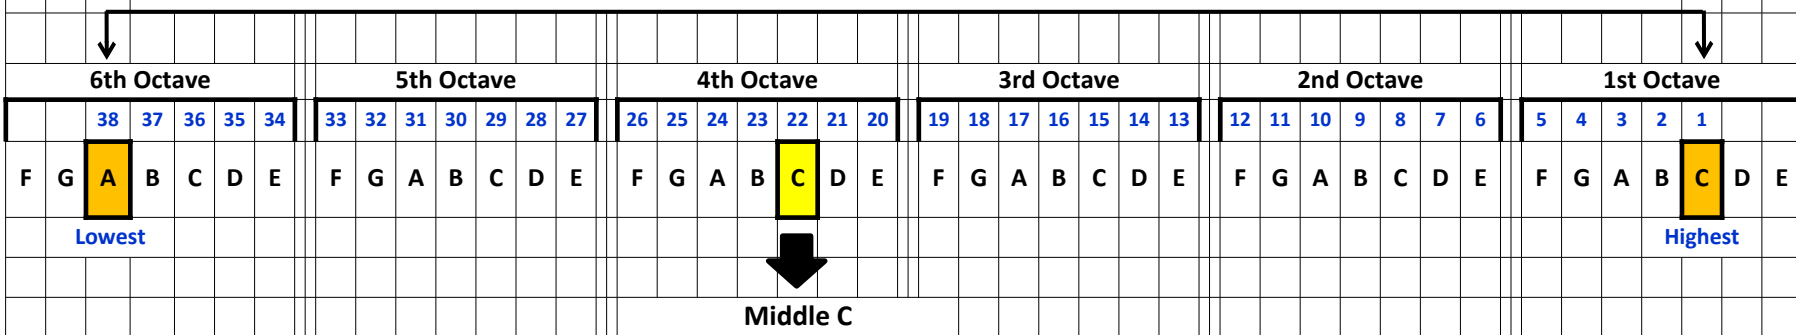 6th Octave 5th Octave 4th Octave 3rd Octave 2nd Octave 1st Octave
38 37 36 35 34 33 32 31 30 29 28 27 26 25 24 23 22 21 20 19 18 17 16 15 14 13 12 11 10 9 8 7 6 5 4 3 2 1
F G A B C D E F G A B C D E F G A B C D E F G A B C D E F G A B C D E F G A B C D E
Lowest Highest
Middle C